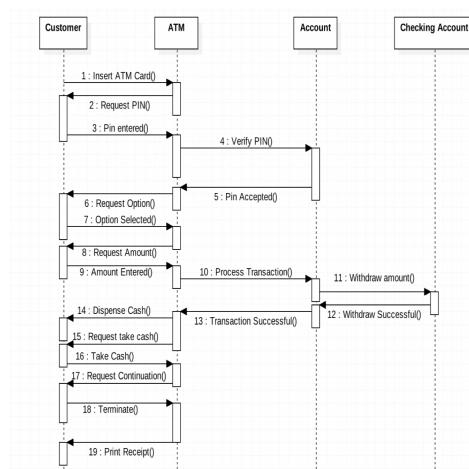 Customer
ATM
Account
Checking Account
1 : Insert ATM Card()
2 : Request PIN()
3 : Pin entered()
4 : Verify PIN()
5 : Pin Accepted()
6 : Request Option()
7 : Option Selected()
8 : Request Amount()
9 : Amount Entered()
10 : Process Transaction()
11 : Withdraw amount()
12 : Withdraw Successful()
13 : Transaction Successful()
14 : Dispense Cash()
15 : Request take cash()
16 : Take Cash()
17 : Request Continuation()
18 : Terminate()
19 : Print Receipt()